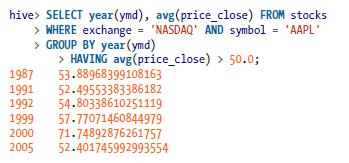 hive> SELECT year(ymd), avg(price_close) FROM stocks
> WHERE exchange = 'NASDAQ' AND symbol = 'AAPL'
> GROUP BY year(ymd)
> HAVING avg(price_close) > 50.0;
1987 53.88968399108163
1991 52.49553383386182
1992 54.80338610251119
1999 57.77071460844979
2000 71.74892876261757
2005 52.401745992993554